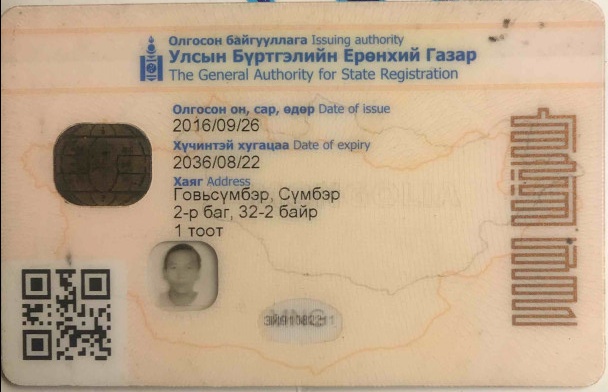 Олгосон байгууллага Issuing authority
Улсын Бүртгэлийн Ерөнхий Газар
The General Authority for State Registration
Олгосон он, сар, өдөр Date of issue
2016/09/26
Хүчинтэй хугацаа Date of expiry
2036/08/22
Хаяг Address
Говьсүмбэр, Сүмбэр
2-р баг, 32-2 байр
1 тоот